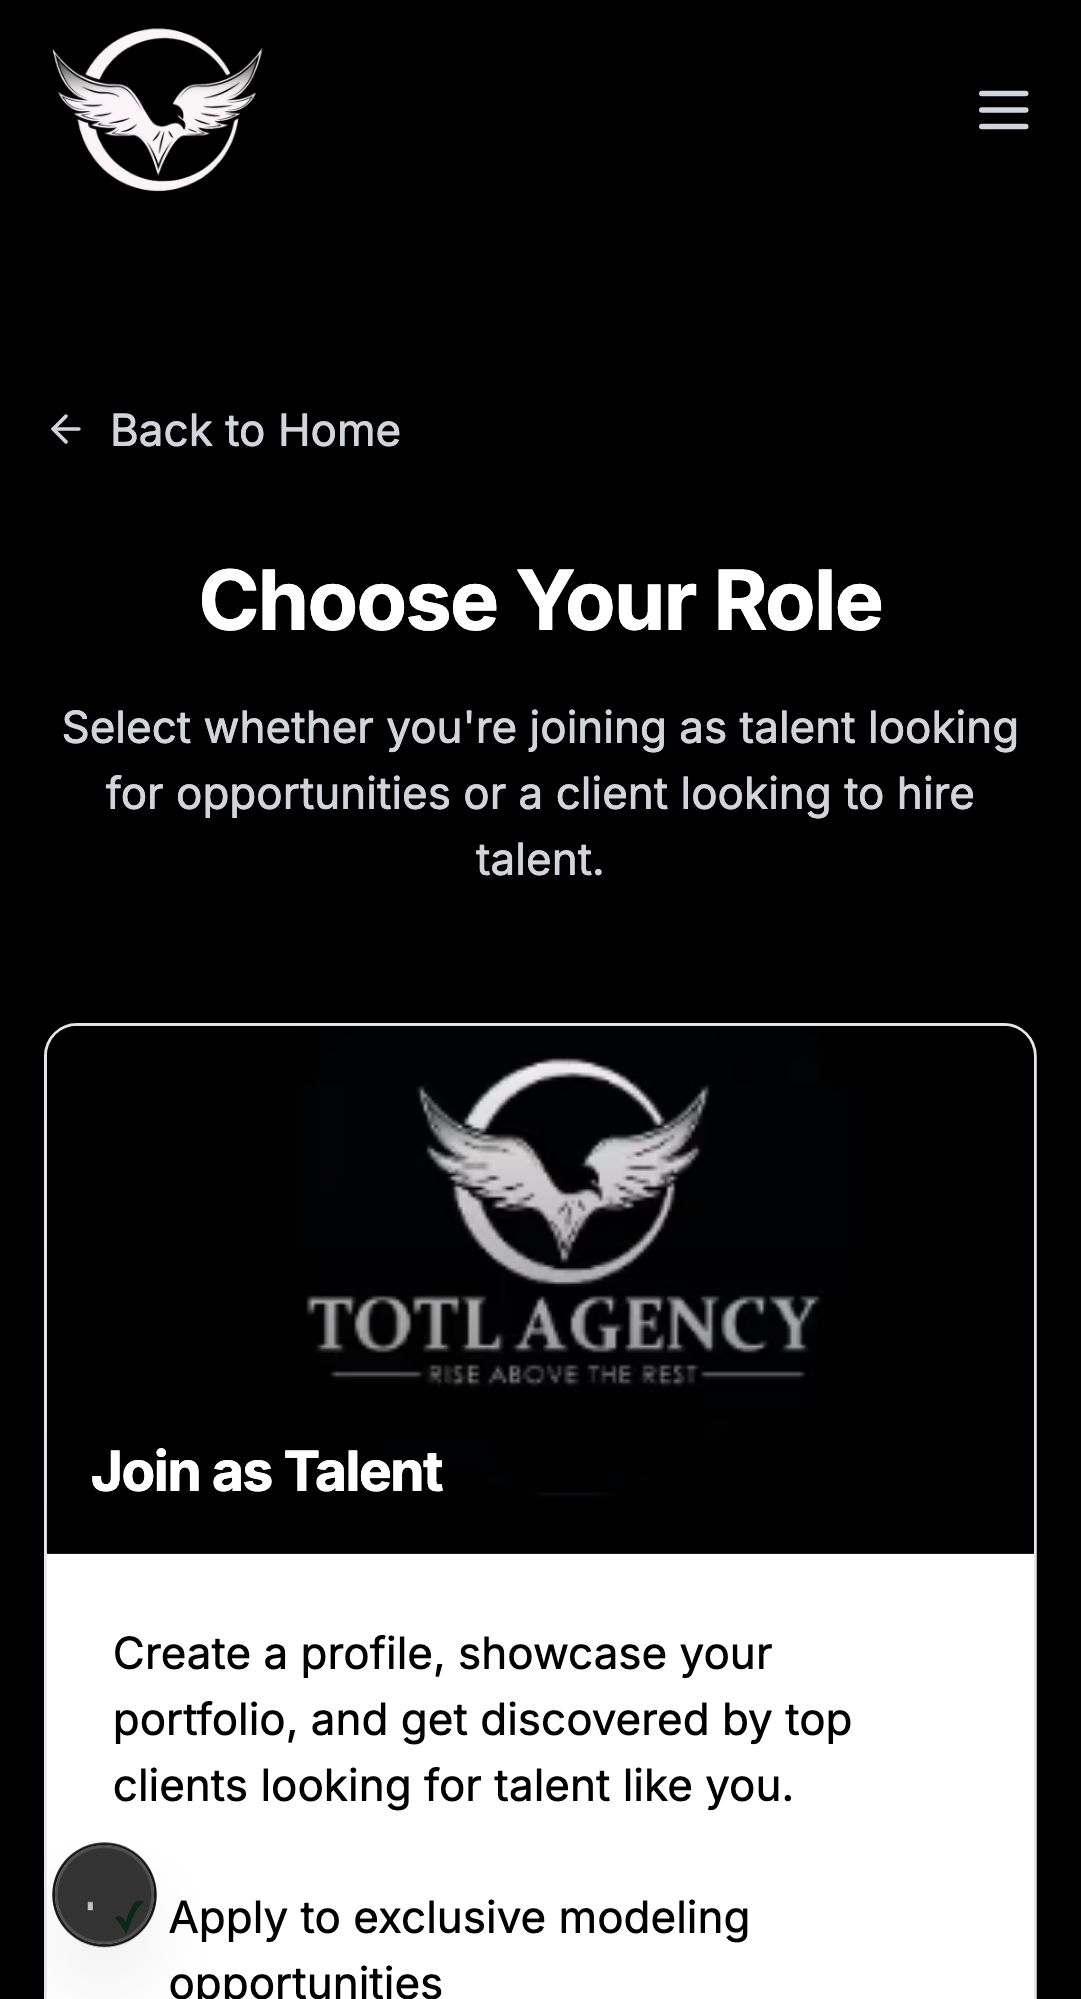 Back to Home
Choose Your Role
Select whether you're joining as talent looking
for opportunities or a client looking to hire
talent.
TOTL AGENCY
RISE ABOVE THE REST
Join as Talent
Create a profile, showcase your
portfolio, and get discovered by top
clients looking for talent like you.
✓ Apply to exclusive modeling
opportunities